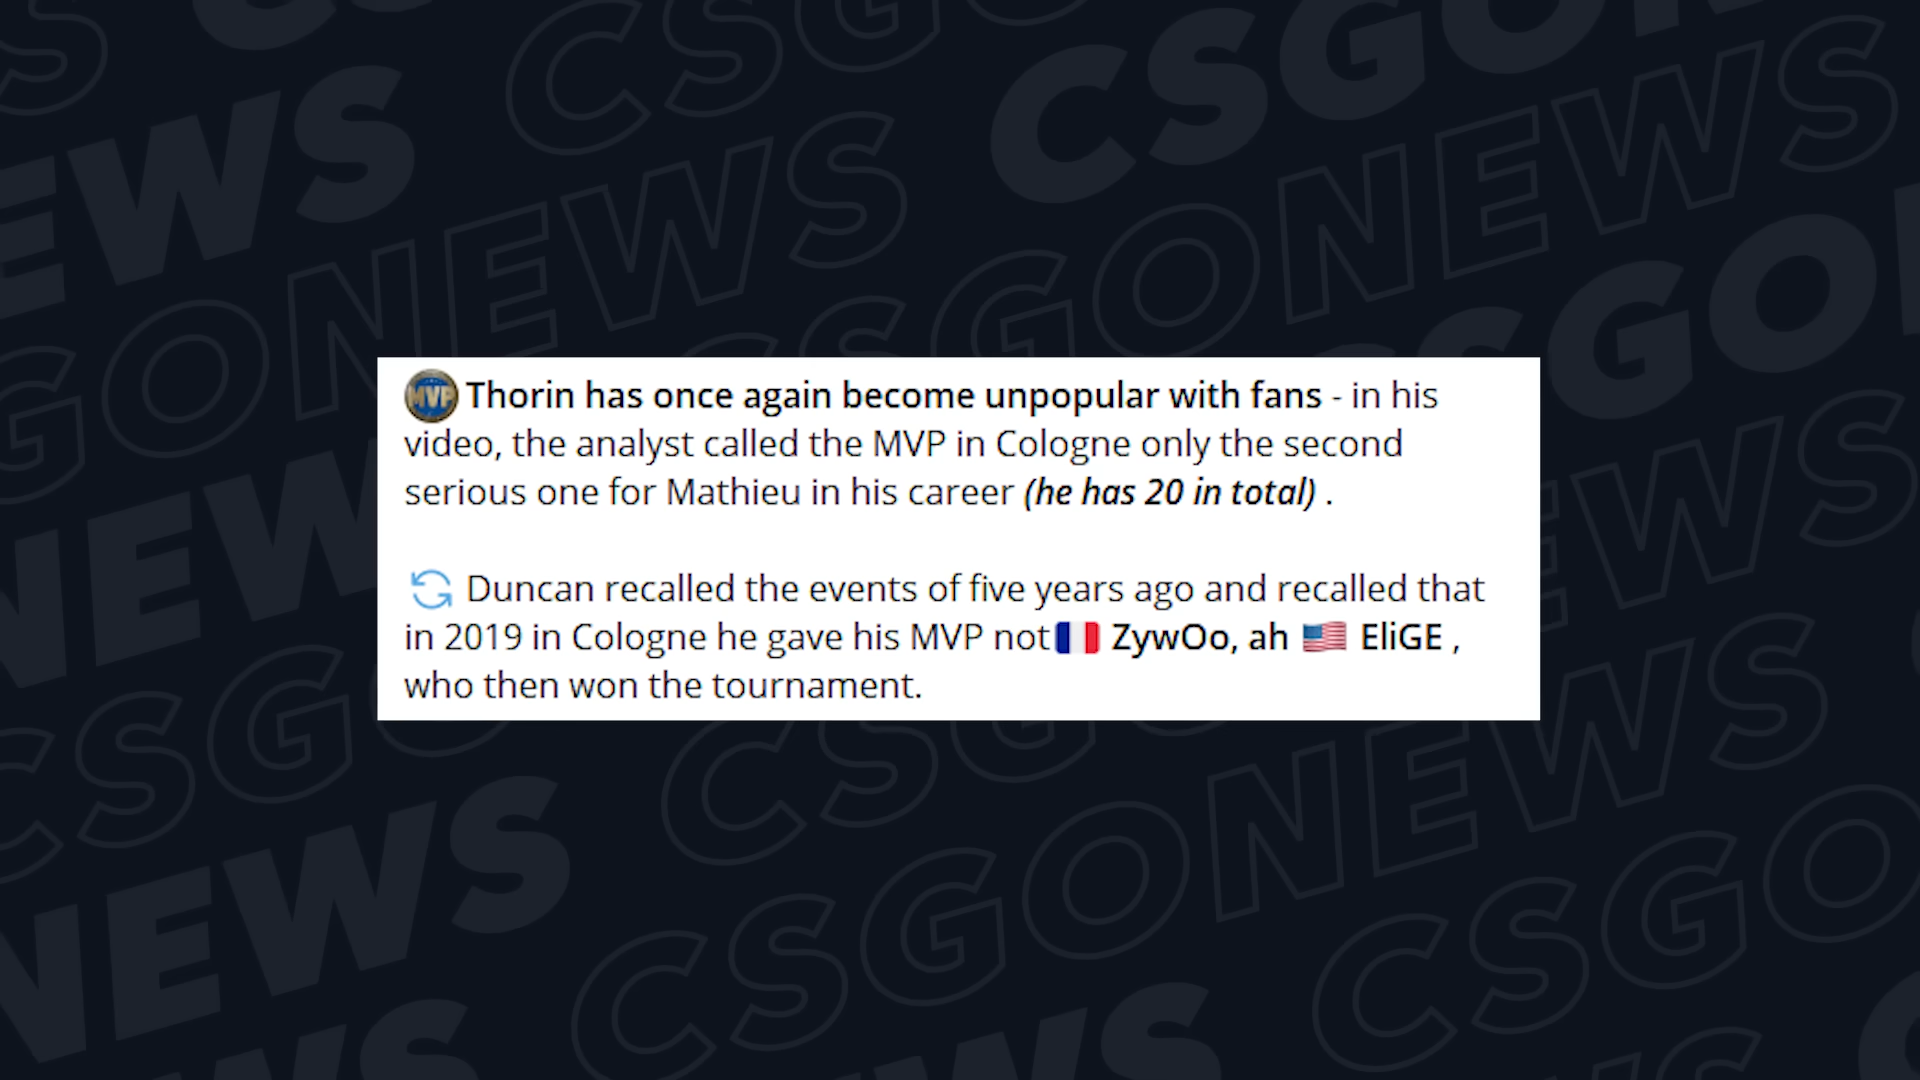 MVP Thorin has once again become unpopular with fans - in his
video, the analyst called the MVP in Cologne only the second
serious one for Mathieu in his career (he has 20 in total) .
Duncan recalled the events of five years ago and recalled that
in 2019 in Cologne he gave his MVP not ZywOo, ah EliGE ,
who then won the tournament.
CSGONEWS